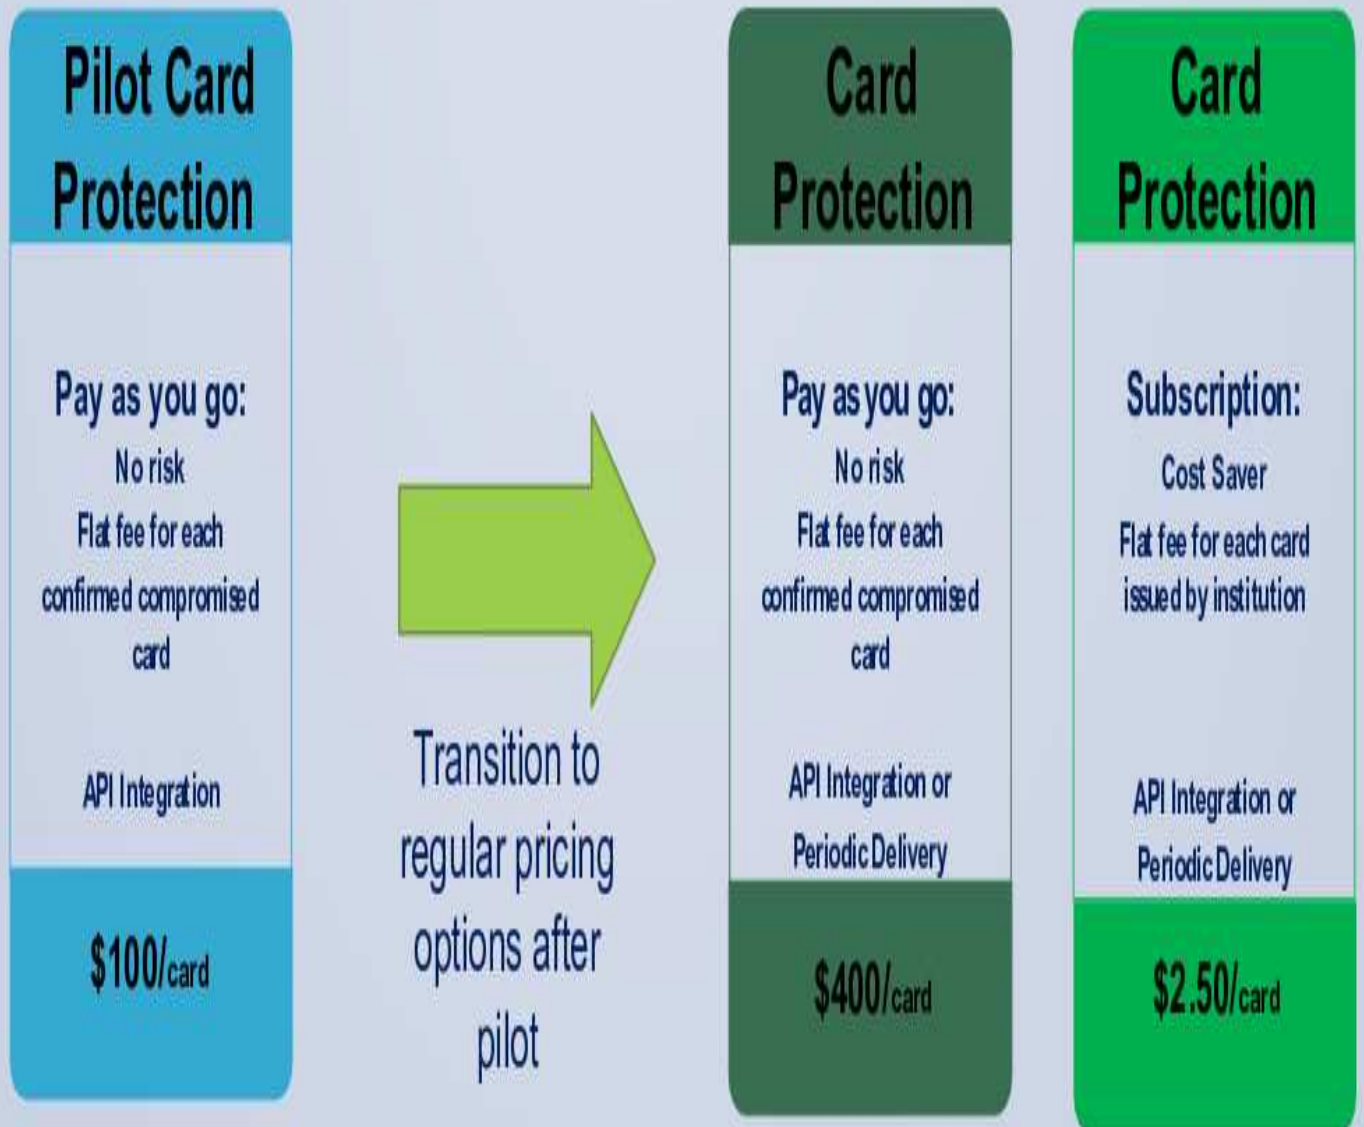 Pilot Card
Protection
Pay as you go:
No risk
Flat fee for each
confirmed compromised
card
API Integration
$100/card
Transition to
regular pricing
options after
pilot
Card
Protection
Pay as you go:
No risk
Flat fee for each
confirmed compromised
card
API Integration or
Periodic Delivery
$400/card
Card
Protection
Subscription:
Cost Saver
Flat fee for each card
issued by institution
API Integration or
Periodic Delivery
$2.50/card